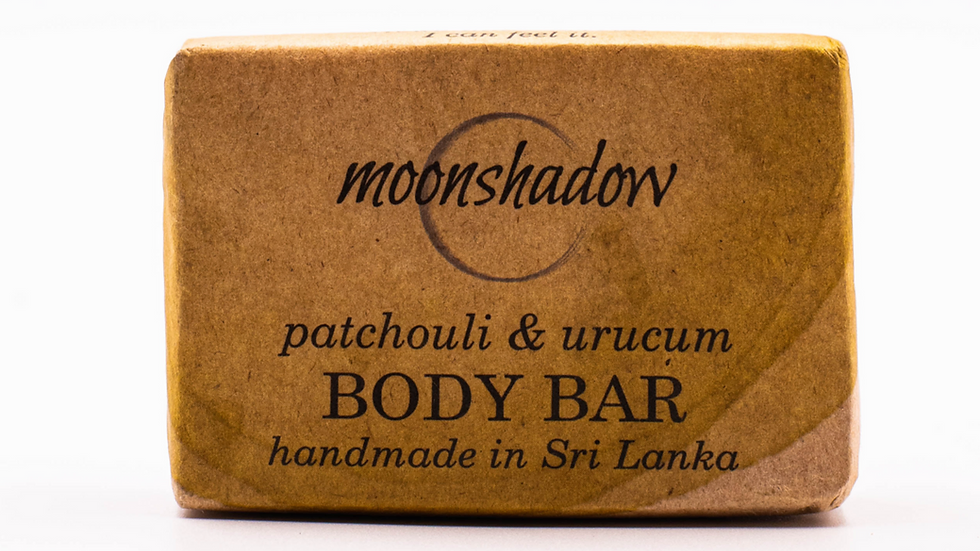 I can feel it.
moonshadow
patchouli & urucum
BODY BAR
handmade in Sri Lanka